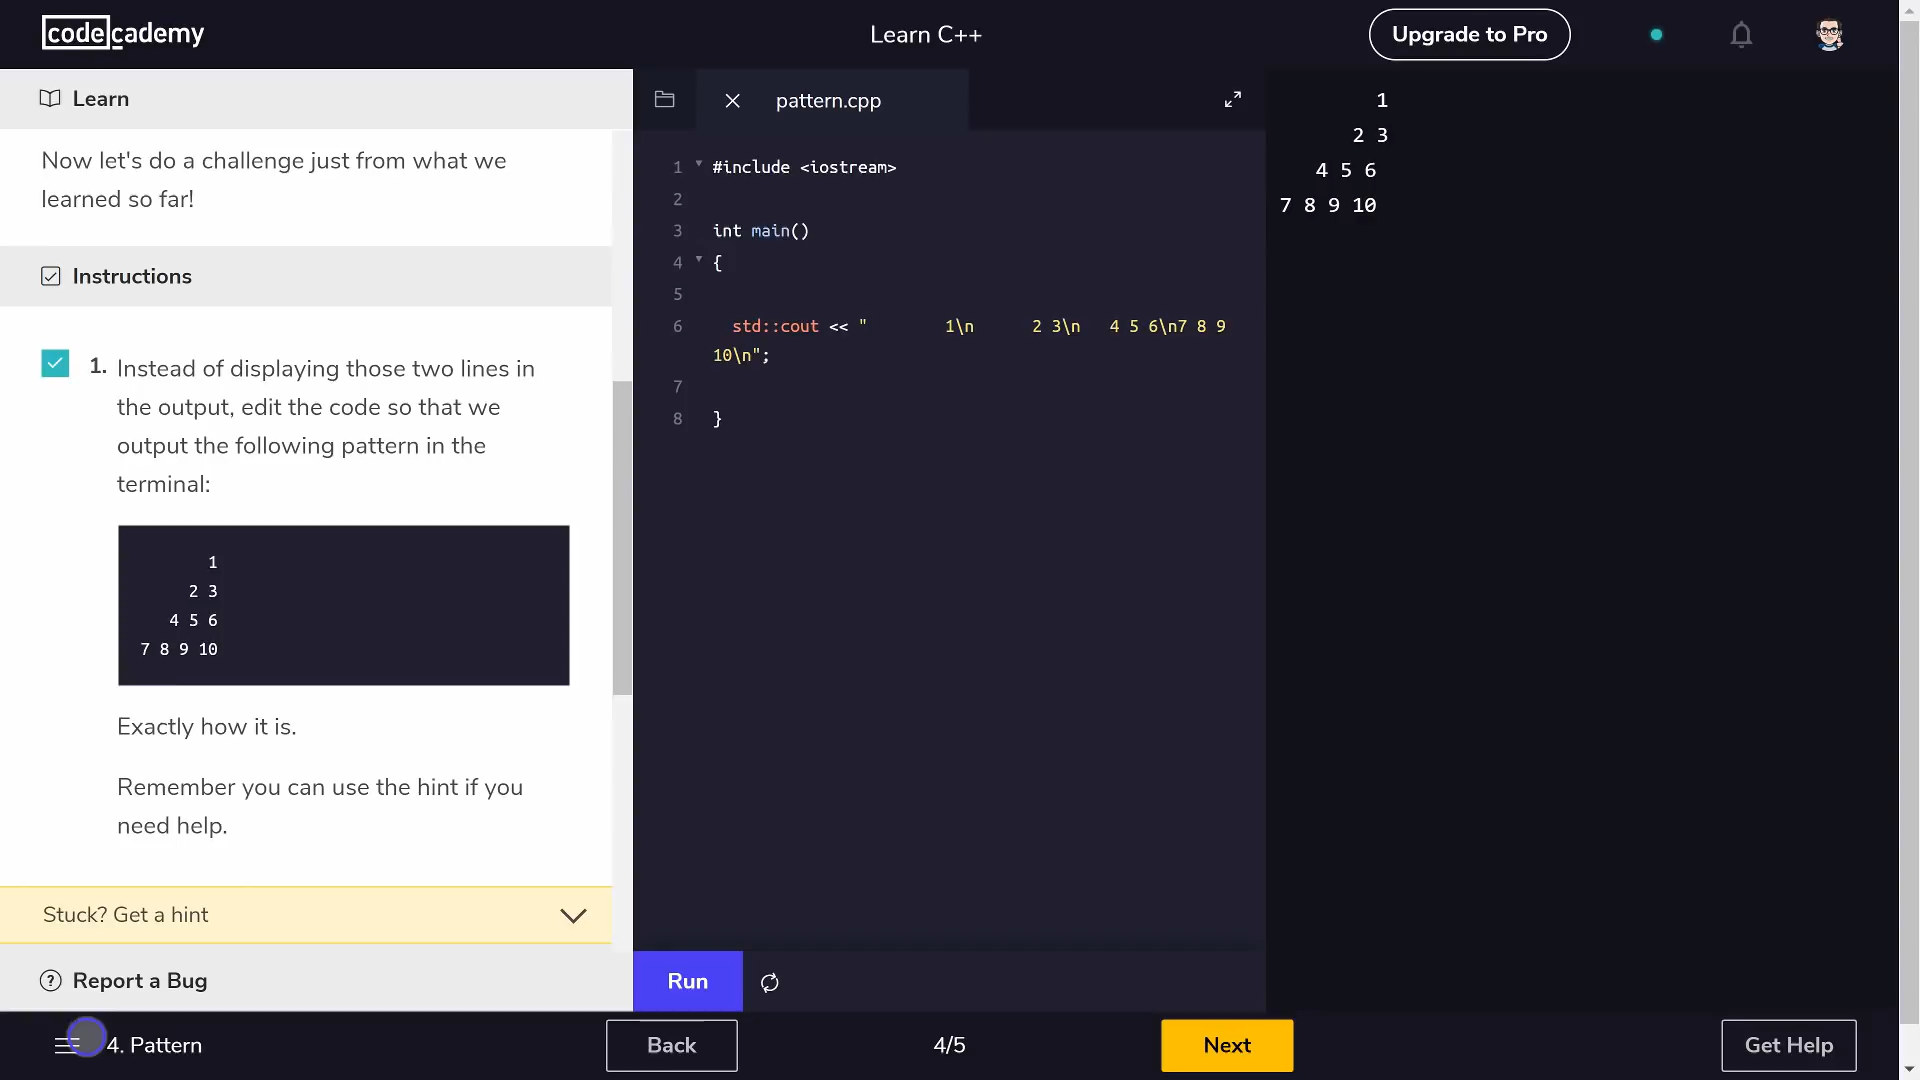 codecademy
Learn C++
Upgrade to Pro
Learn
Now let's do a challenge just from what we
learned so far!
Instructions
1. Instead of displaying those two lines in
the output, edit the code so that we
output the following pattern in the
terminal:
1
2 3
4 5 6
7 8 9 10
Exactly how it is.
Remember you can use the hint if you
need help.
Stuck? Get a hint
Report a Bug
pattern.cpp
1 #include <iostream>
2
3 int main()
4 {
5
6   std::cout << "        1\n      2 3\n   4 5 6\n7 8 9
10\n";
7
8 }
Run
1
2 3
4 5 6
7 8 9 10
4. Pattern
Back
4/5
Next
Get Help